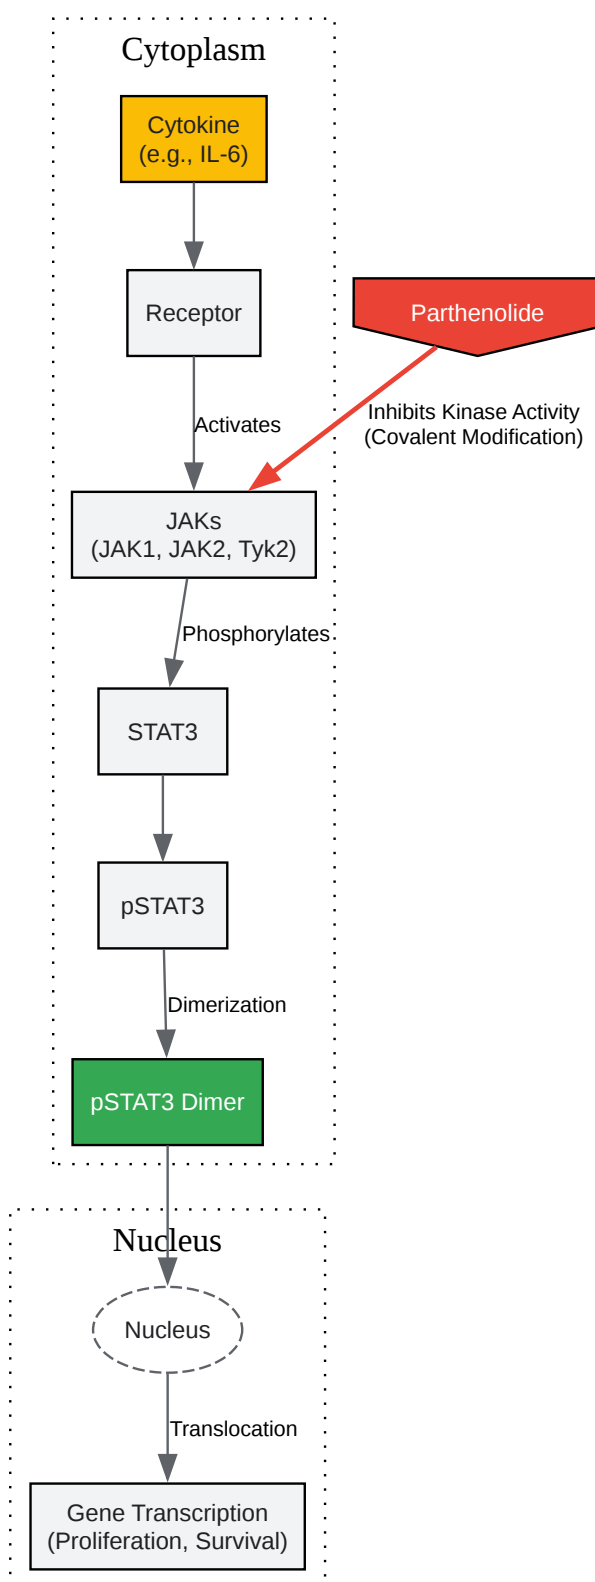 Cytoplasm
Cytokine
(e.g., IL-6)
Receptor
Parthenolide
Activates
Inhibits Kinase Activity
(Covalent Modification)
JAKs
(JAK1, JAK2, Tyk2)
Phosphorylates
STAT3
pSTAT3
Dimerization
pSTAT3 Dimer
Nucleus
Nucleus
Translocation
Gene Transcription
(Proliferation, Survival)